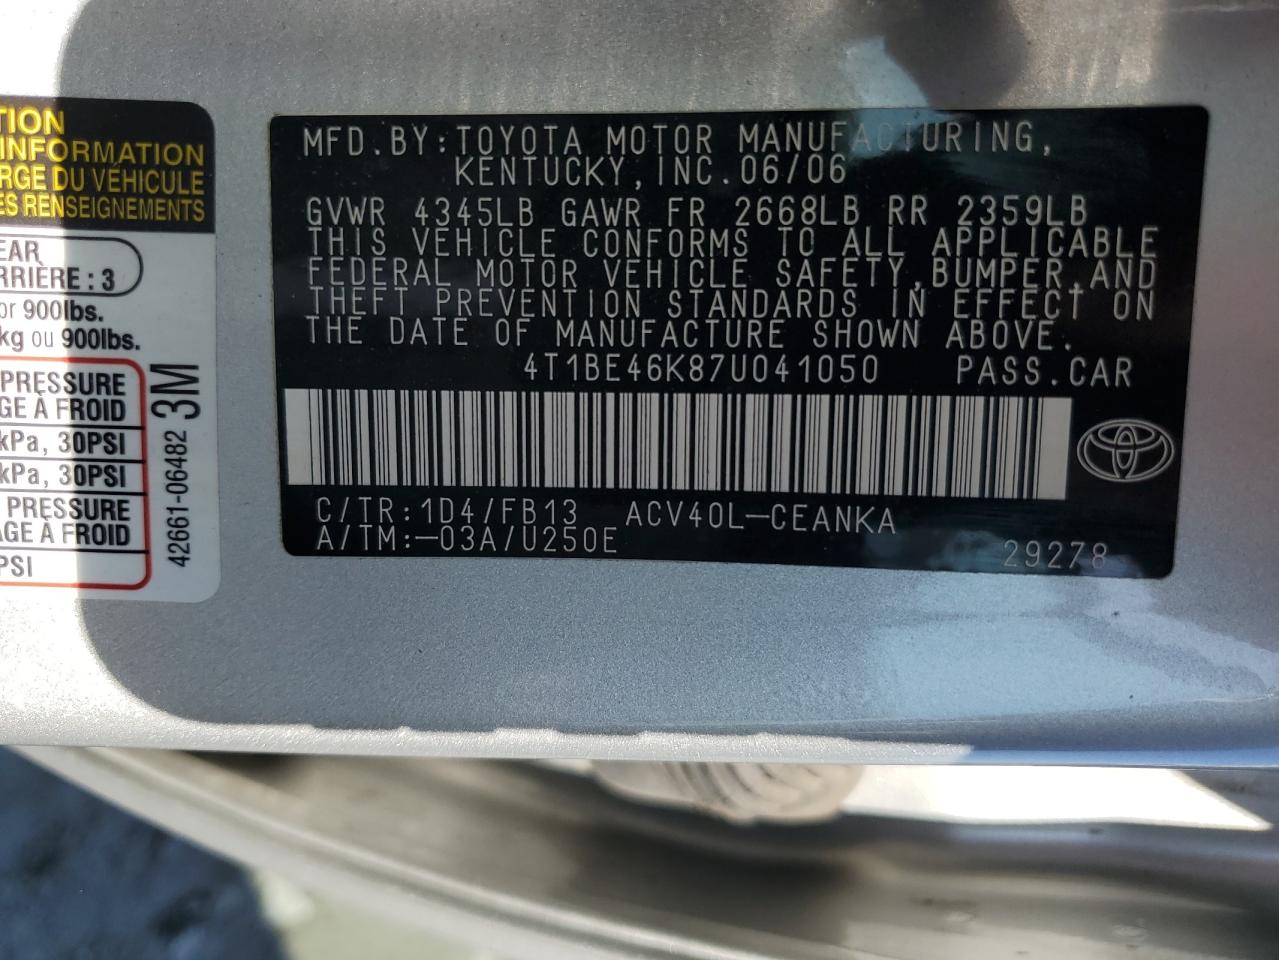 TION
INFORMATION
RGE DU VÉHICULE
ES RENSEIGNEMENTS
EAR
RRIÈRE : 3
or 900lbs.
kg ou 900lbs.
PRESSURE
GE À FROID
kPa, 30PSI
kPa, 30PSI
PRESSURE
AGE À FROID
PSI
42661-06482 3M
MFD.BY:TOYOTA MOTOR MANUFACTURING,
KENTUCKY,INC.06/06
GVWR 4345LB GAWR FR 2668LB RR 2359LB
THIS VEHICLE CONFORMS TO ALL APPLICABLE
FEDERAL MOTOR VEHICLE SAFETY,BUMPER,AND
THEFT PREVENTION STANDARDS IN EFFECT ON
THE DATE OF MANUFACTURE SHOWN ABOVE.
4T1BE46K87U041050 PASS.CAR
C/TR:1D4/FB13 ACV40L-CEANKA
A/TM:-03A/U250E
29278